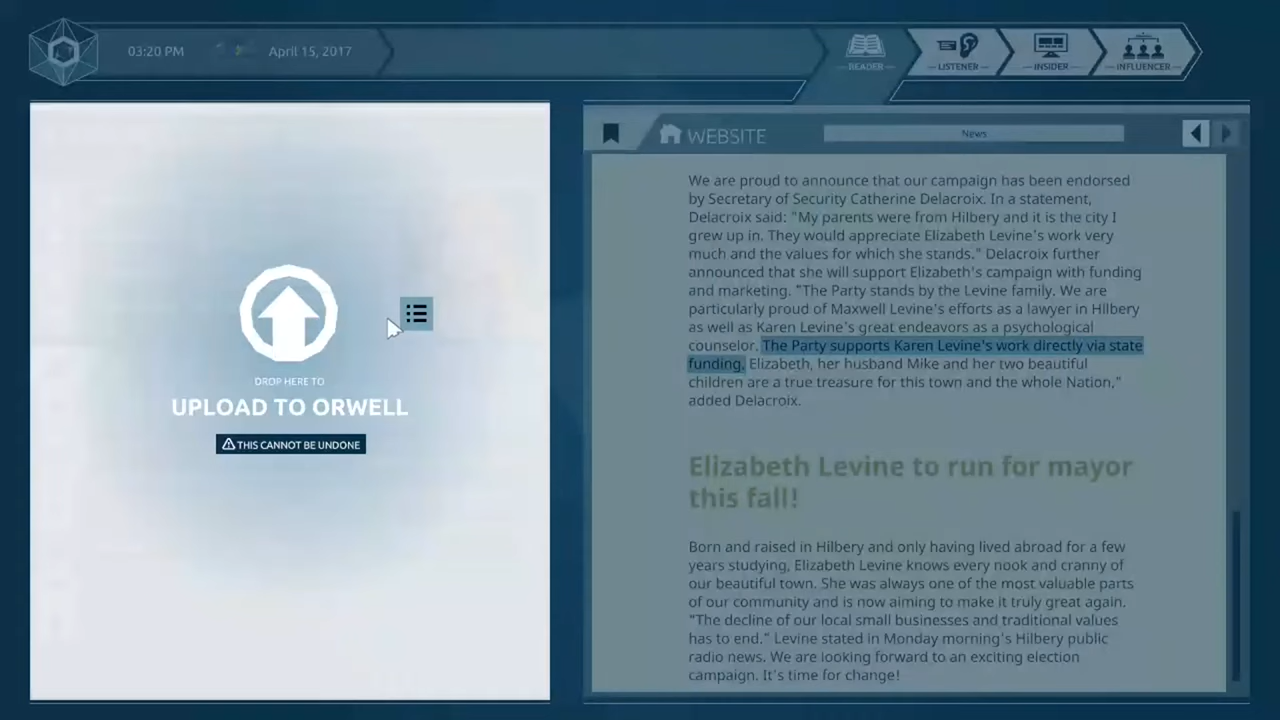 03:20 PM
April 15, 2017
READER
LISTENER
INSIDER
INFLUENCER
WEBSITE
News
DROP HERE TO
UPLOAD TO ORWELL
THIS CANNOT BE UNDONE
We are proud to announce that our campaign has been endorsed
by Secretary of Security Catherine Delacroix. In a statement,
Delacroix said: "My parents were from Hilbery and it is the city I
grew up in. They would appreciate Elizabeth Levine's work very
much and the values for which she stands." Delacroix further
announced that she will support Elizabeth's campaign with funding
and marketing. "The Party stands by the Levine family. We are
particularly proud of Maxwell Levine's efforts as a lawyer in Hilbery
as well as Karen Levine's great endeavors as a psychological
counselor. The Party supports Karen Levine's work directly via state
funding. Elizabeth, her husband Mike and her two beautiful
children are a true treasure for this town and the whole Nation,"
added Delacroix.
Elizabeth Levine to run for mayor
this fall!
Born and raised in Hilbery and only having lived abroad for a few
years studying, Elizabeth Levine knows every nook and cranny of
our beautiful town. She was always one of the most valuable parts
of our community and is now aiming to make it truly great again.
"The decline of our local small businesses and traditional values
has to end." Levine stated in Monday morning's Hilbery public
radio news. We are looking forward to an exciting election
campaign. It's time for change!